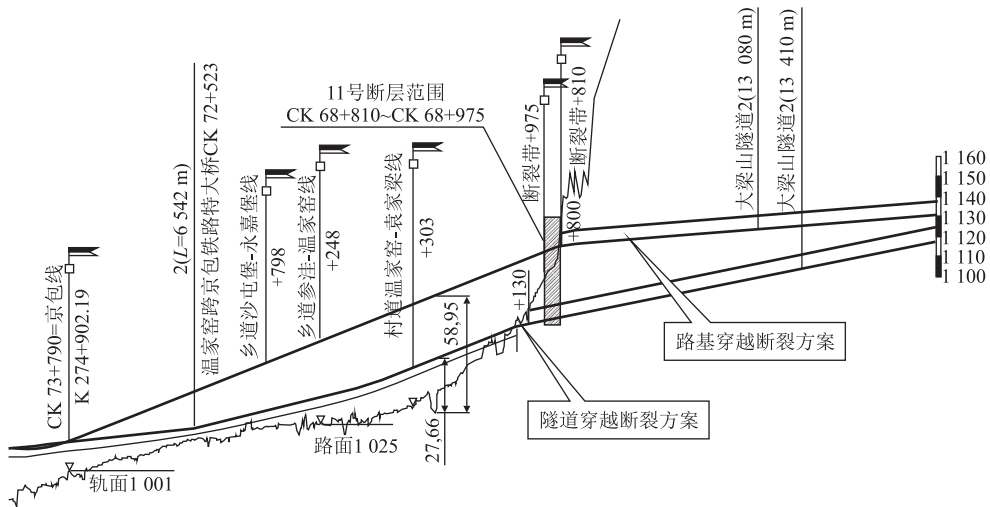 CK 73+790=京包线
K 274+902.19
2(L=6 542 m)
温家窑跨京包铁路特大桥CK 72+523
乡道沙屯堡-永嘉堡线
+798
乡道参洼-温家窑线
+248
村道温家窑-袁家梁线
+303
11号断层范围
CK 68+810~CK 68+975
断裂带+975
断裂带+810
+800
+130
大梁山隧道2(13 080 m)
大梁山隧道2(13 410 m)
1 160
1 150
1 140
1 130
1 120
1 110
1 100
58,95
27,66
路基穿越断裂方案
隧道穿越断裂方案
路面1 025
轨面1 001